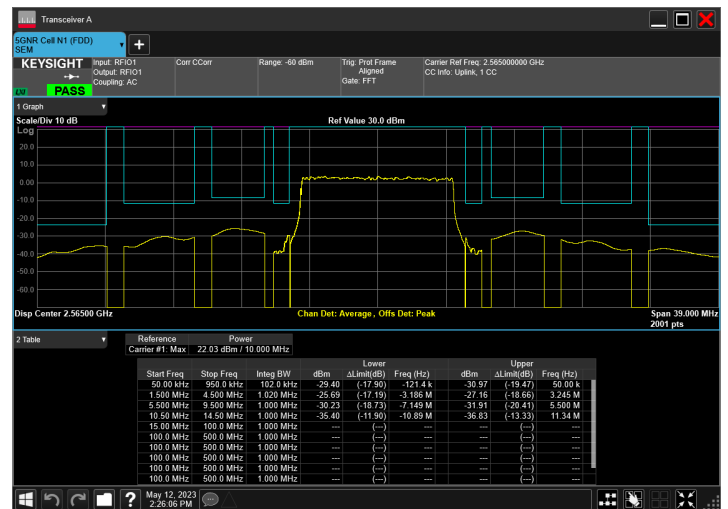 Transceiver A
5GNR Cell N1 (FDD)
SEM
KEYSIGHT
LXI
PASS
Input: RFIO1
Output: RFIO1
Coupling: AC
Corr CCorr
Range: -60 dBm
Trig: Prot Frame
Aligned
Gate: FFT
Carrier Ref Freq: 2.565000000 GHz
CC Info: Uplink, 1 CC
1 Graph
Scale/Div 10 dB
Ref Value 30.0 dBm
Log
20.0
10.0
0.00
-10.0
-20.0
-30.0
-40.0
-50.0
-60.0
Disp Center 2.56500 GHz
Chan Det: Average , Offs Det: Peak
Span 39.000 MHz
2001 pts
2 Table
Reference Power
Carrier #1: Max 22.03 dBm / 10.000 MHz
Lower Upper
Start Freq Stop Freq Integ BW dBm ΔLimit(dB) Freq (Hz) dBm ΔLimit(dB) Freq (Hz)
50.00 kHz 950.0 kHz 102.0 kHz -29.40 (-17.90) -121.4 k -30.97 (-19.47) 50.00 k
1.500 MHz 4.500 MHz 1.020 MHz -25.69 (-17.19) -3.186 M -27.16 (-18.66) 3.245 M
5.500 MHz 9.500 MHz 1.000 MHz -30.23 (-18.73) -7.149 M -31.91 (-20.41) 5.500 M
10.50 MHz 14.50 MHz 1.000 MHz -35.40 (-11.90) -10.89 M -36.83 (-13.33) 11.34 M
15.00 MHz 100.0 MHz 1.000 MHz --- (---) --- --- (---) ---
100.0 MHz 500.0 MHz 1.000 MHz --- (---) --- --- (---) ---
100.0 MHz 500.0 MHz 1.000 MHz --- (---) --- --- (---) ---
100.0 MHz 500.0 MHz 1.000 MHz --- (---) --- --- (---) ---
100.0 MHz 500.0 MHz 1.000 MHz --- (---) --- --- (---) ---
100.0 MHz 500.0 MHz 1.000 MHz --- (---) --- --- (---) ---
May 12, 2023
2:26:06 PM